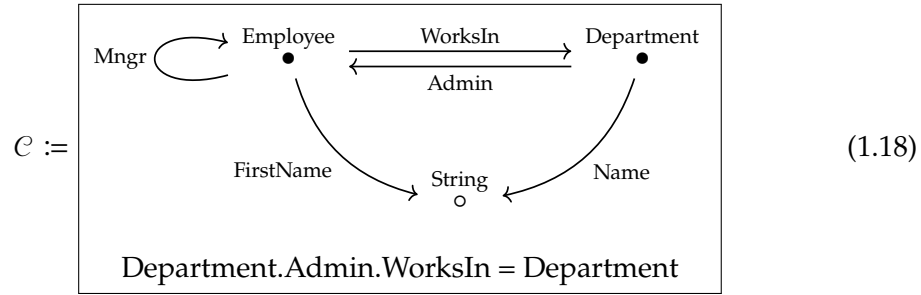 Employee WorksIn Department
Mngr
Admin
𝒞 := (1.18)
FirstName Name
String
Department.Admin.WorksIn = Department